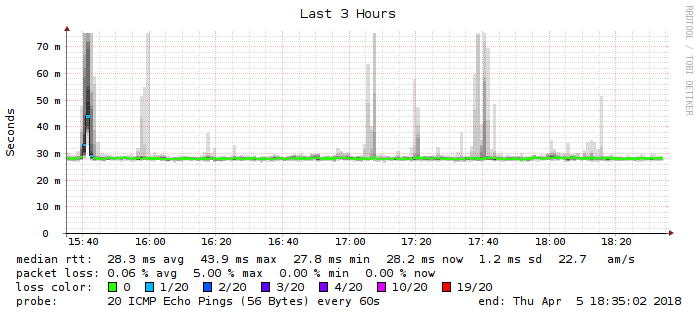 Last 3 Hours
RRDTOOL / TOBI OETIKER
Seconds
70 m
60 m
50 m
40 m
30 m
20 m
10 m
0
15:40 16:00 16:20 16:40 17:00 17:20 17:40 18:00 18:20
median rtt: 28.3 ms avg 43.9 ms max 27.8 ms min 28.2 ms now 1.2 ms sd 22.7 am/s
packet loss: 0.06 % avg 5.00 % max 0.00 % min 0.00 % now
loss color: 0 1/20 2/20 3/20 4/20 10/20 19/20
probe: 20 ICMP Echo Pings (56 Bytes) every 60s end: Thu Apr 5 18:35:02 2018